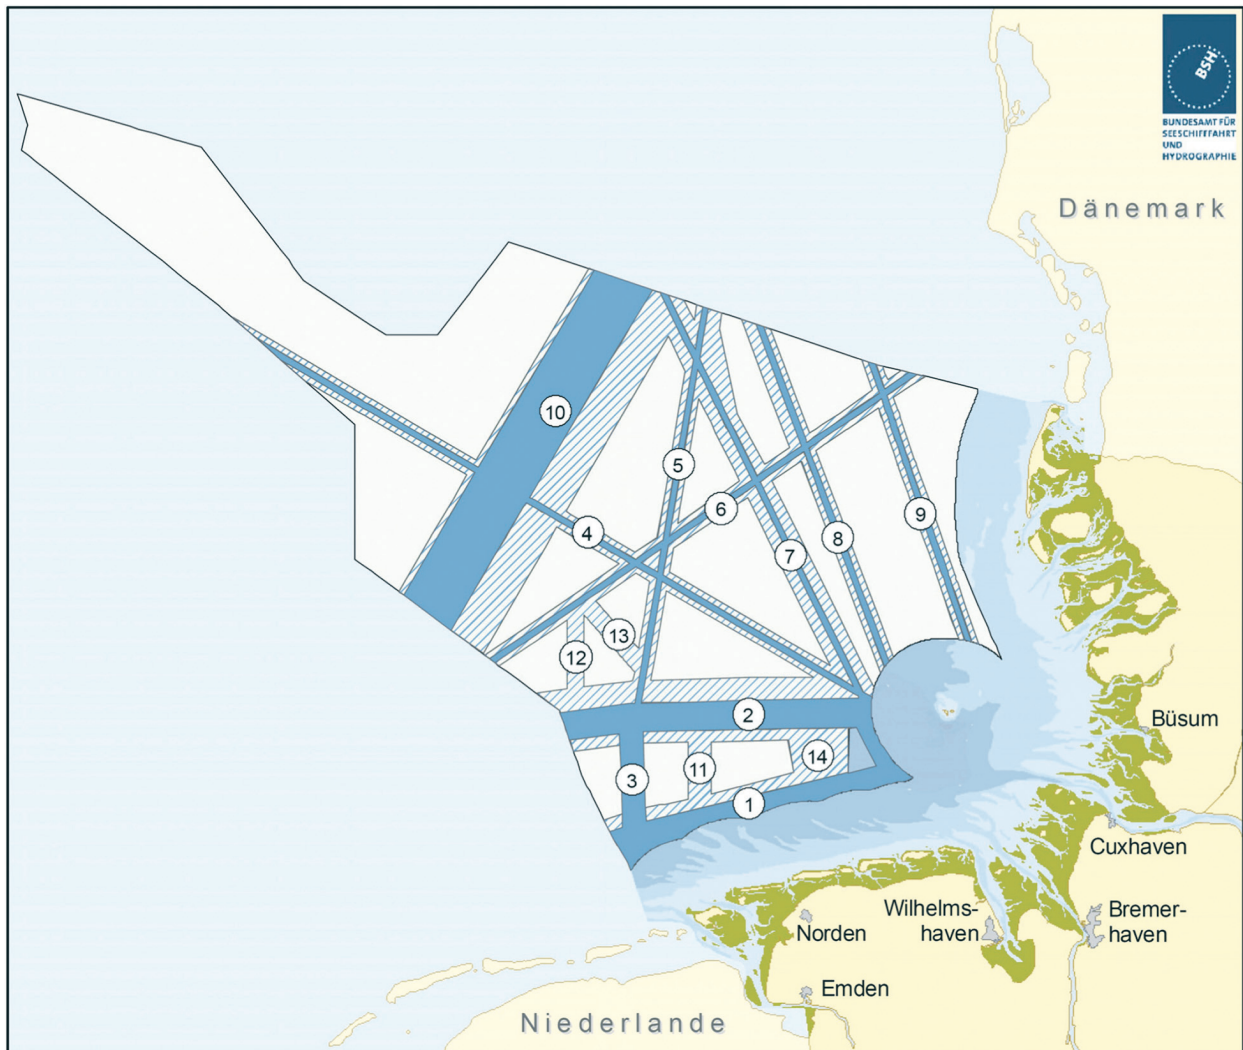 BSH
BUNDESAMT FÜR
SEESCHIFFFAHRT
UND
HYDROGRAPHIE
Dänemark
10
5
6
4
9
8
7
13
12
2
14
11
3
1
Büsum
Cuxhaven
Wilhelms-
haven
Bremer-
haven
Norden
Emden
Niederlande